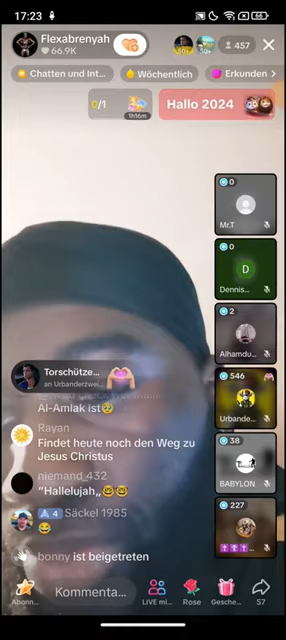 17:23
66
Flexabrenyah
66.9K
50+
50+
457
Chatten und Int...
Wöchentlich
Erkunden
0/1
1h16m
Hallo 2024
0
Mr.T
0
D
Dennis...
2
Alhamdu...
546
Urbande...
38
BABYLON
227
Torschütze...
an Urbanderzwei...
Al-Amlak ist🥺
Rayan
Findet heute noch den Weg zu
Jesus Christus
niemand_432
"Hallelujah„🤓🤓
4 Säckel 1985
😂
bonny ist beigetreten
Abonn...
Kommenta...
LIVE mi...
Rose
Gesche...
57